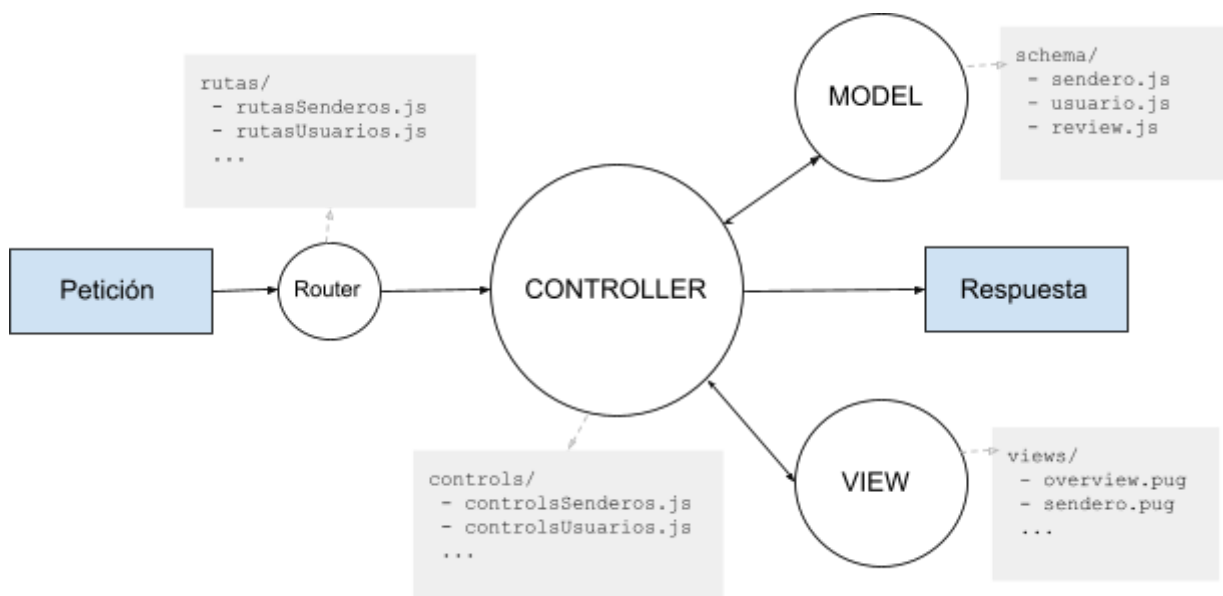 rutas/
- rutasSenderos.js
- rutasUsuarios.js
...
MODEL
schema/
- sendero.js
- usuario.js
- review.js
Petición
Router
CONTROLLER
Respuesta
controls/
- controlsSenderos.js
- controlsUsuarios.js
...
VIEW
views/
- overview.pug
- sendero.pug
...